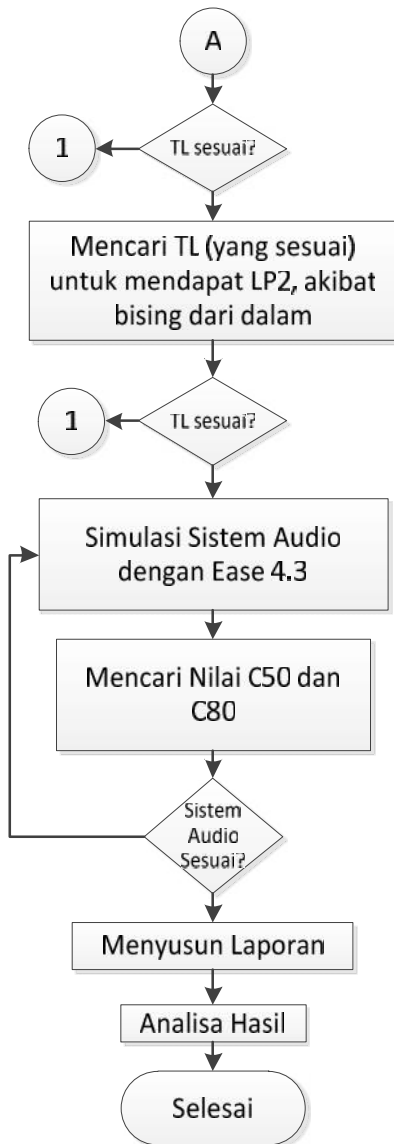 A
1
TL sesuai?
Mencari TL (yang sesuai)
untuk mendapat LP2, akibat
bising dari dalam
1
TL sesuai?
Simulasi Sistem Audio
dengan Ease 4.3
Mencari Nilai C50 dan
C80
Sistem
Audio
Sesuai?
Menyusun Laporan
Analisa Hasil
Selesai